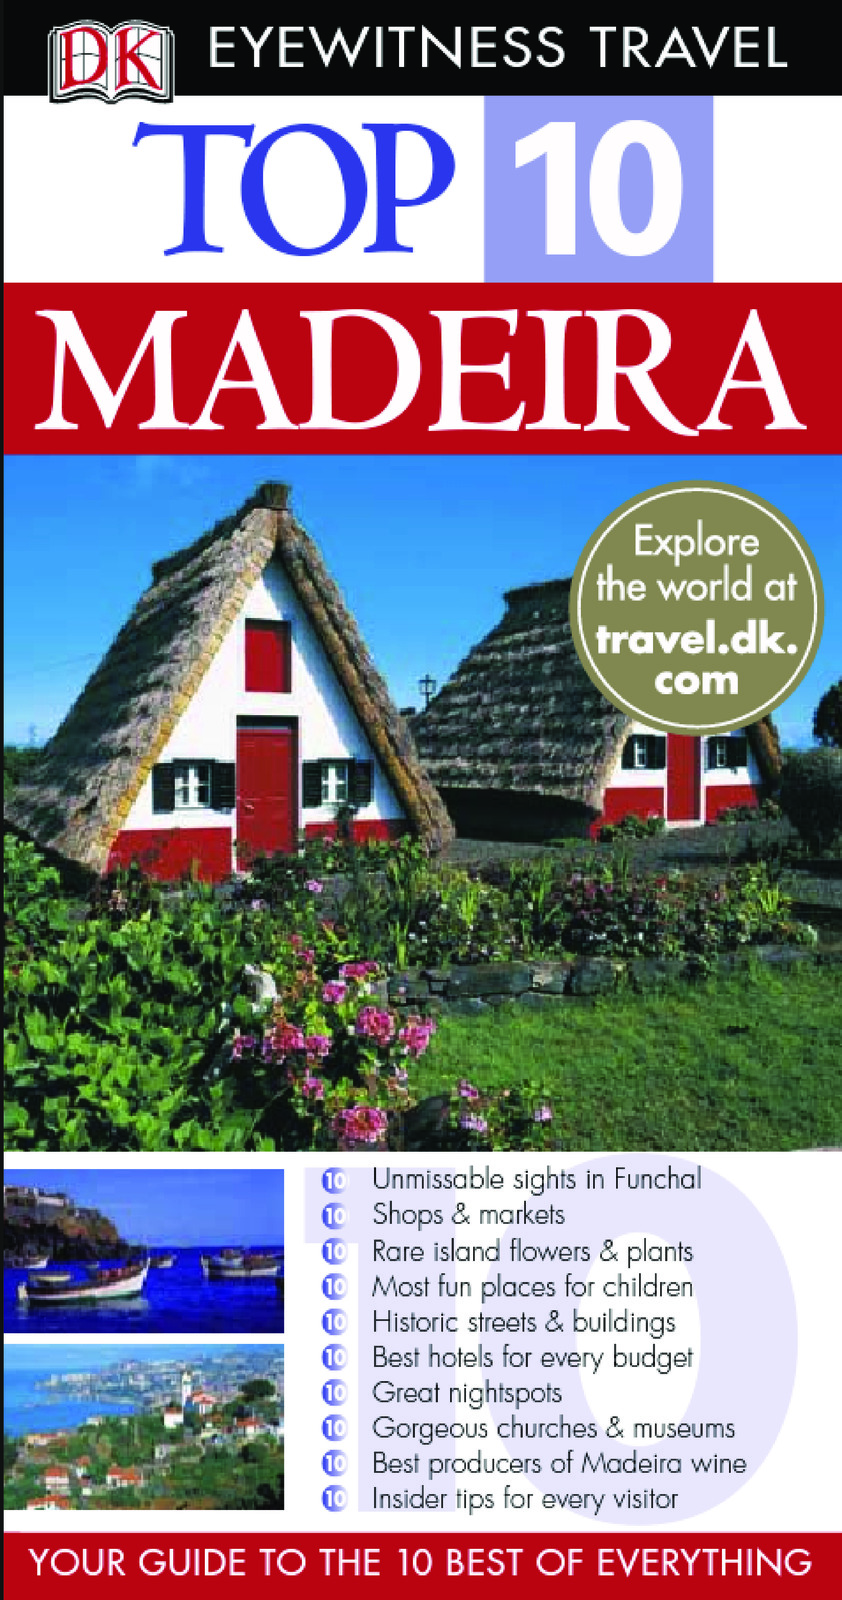 DK EYEWITNESS TRAVEL
TOP 10
MADEIRA
Explore
the world at
travel.dk.
com
10 Unmissable sights in Funchal
10 Shops & markets
10 Rare island flowers & plants
10 Most fun places for children
10 Historic streets & buildings
10 Best hotels for every budget
10 Great nightspots
10 Gorgeous churches & museums
10 Best producers of Madeira wine
10 Insider tips for every visitor
10
YOUR GUIDE TO THE 10 BEST OF EVERYTHING